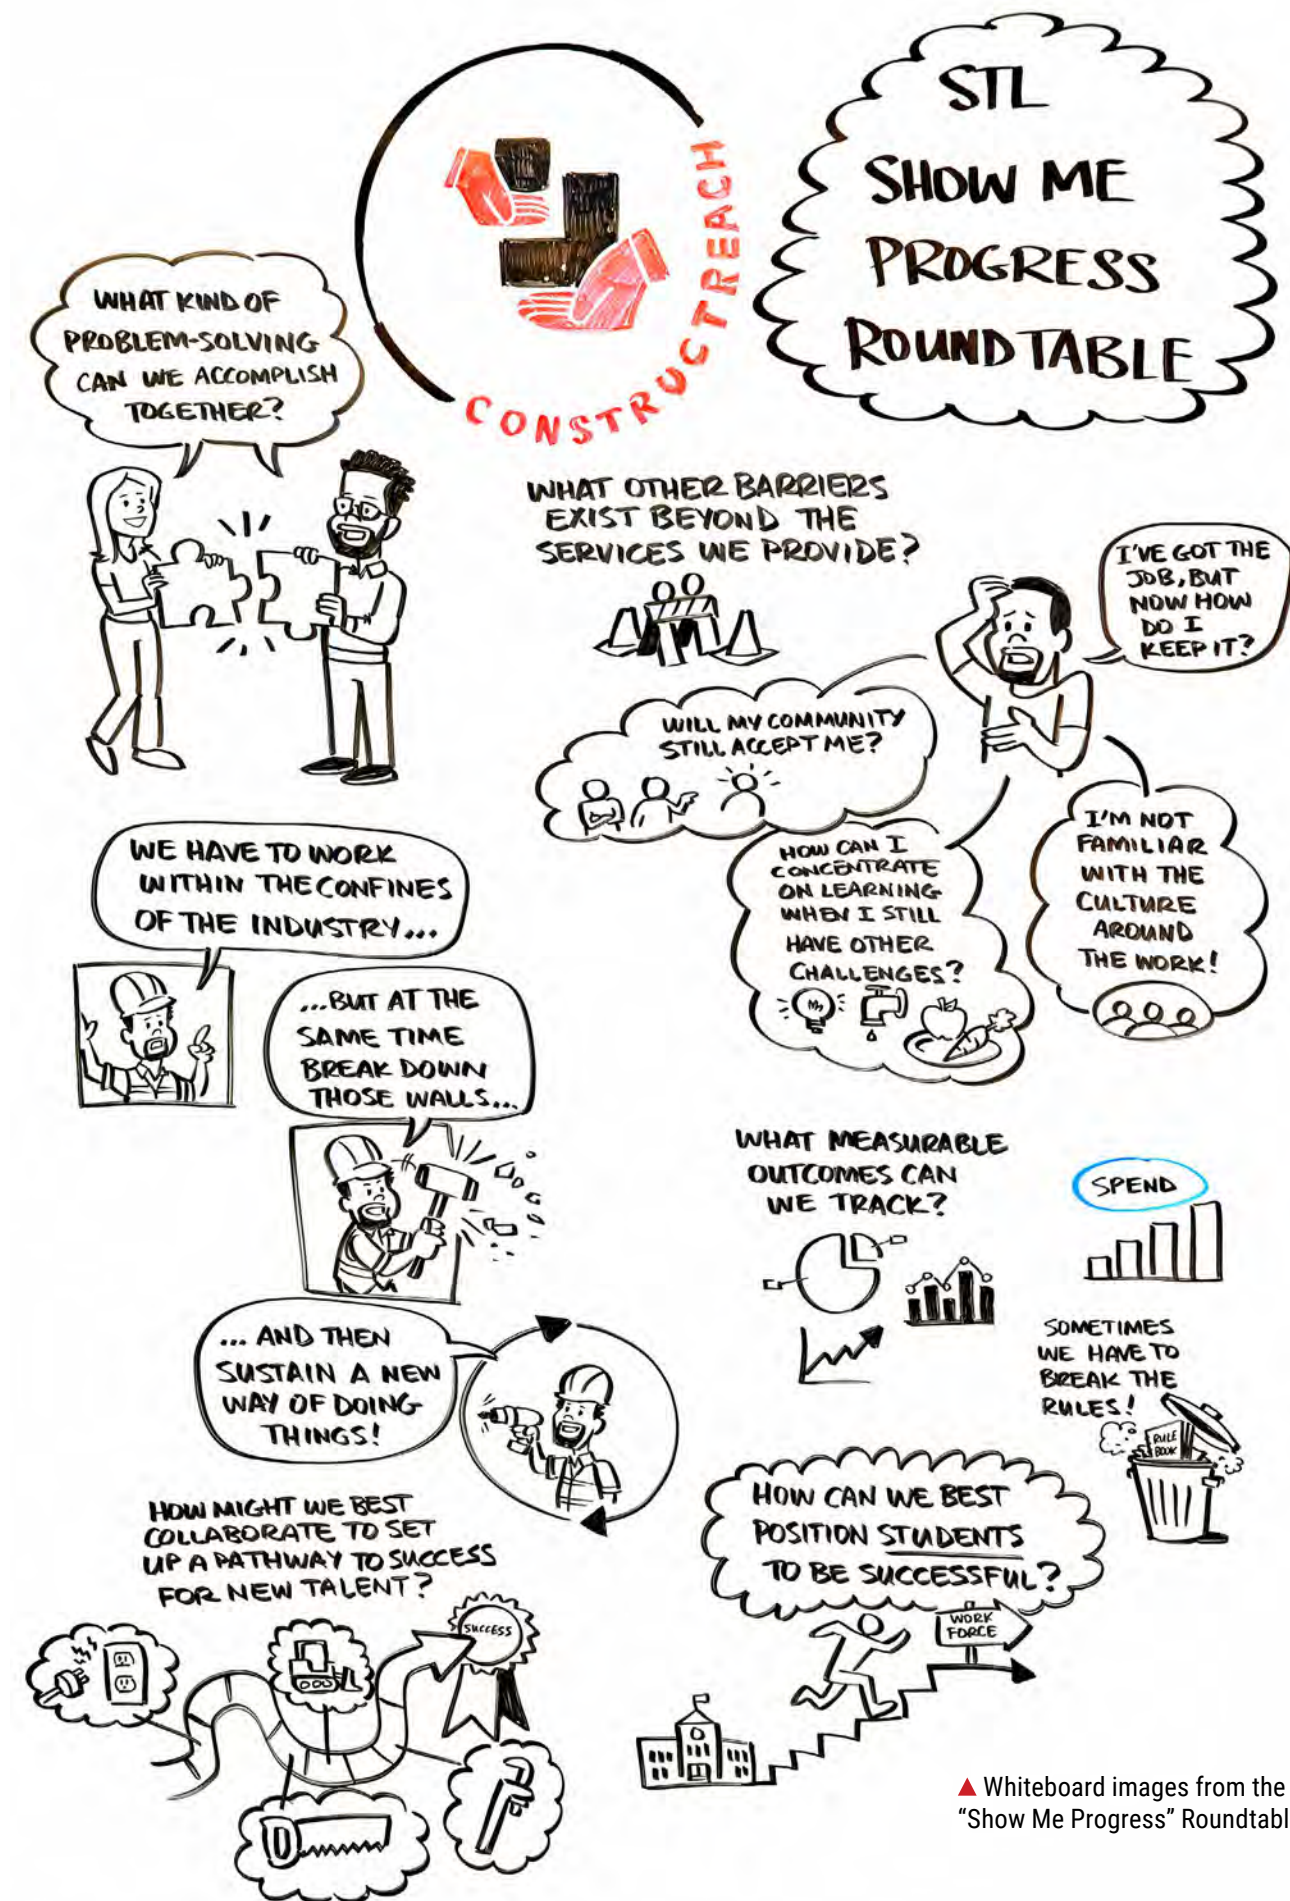 STL
SHOW ME
PROGRESS
ROUNDTABLE
CONSTRUCTREACH
WHAT KIND OF
PROBLEM-SOLVING
CAN WE ACCOMPLISH
TOGETHER?
WHAT OTHER BARRIERS
EXIST BEYOND THE
SERVICES WE PROVIDE?
I'VE GOT THE
JOB, BUT
NOW HOW
DO I
KEEP IT?
WILL MY COMMUNITY
STILL ACCEPT ME?
HOW CAN I
CONCENTRATE
ON LEARNING
WHEN I STILL
HAVE OTHER
CHALLENGES?
I'M NOT
FAMILIAR
WITH THE
CULTURE
AROUND
THE WORK!
WE HAVE TO WORK
WITHIN THE CONFINES
OF THE INDUSTRY...
...BUT AT THE
SAME TIME
BREAK DOWN
THOSE WALLS...
... AND THEN
SUSTAIN A NEW
WAY OF DOING
THINGS!
WHAT MEASURABLE
OUTCOMES CAN
WE TRACK?
SPEND
SOMETIMES
WE HAVE TO
BREAK THE
RULES!
RULE
BOOK
HOW MIGHT WE BEST
COLLABORATE TO SET
UP A PATHWAY TO SUCCESS
FOR NEW TALENT?
SUCCESS
HOW CAN WE BEST
POSITION STUDENTS
TO BE SUCCESSFUL?
WORK
FORCE
▲ Whiteboard images from the
“Show Me Progress” Roundtabl